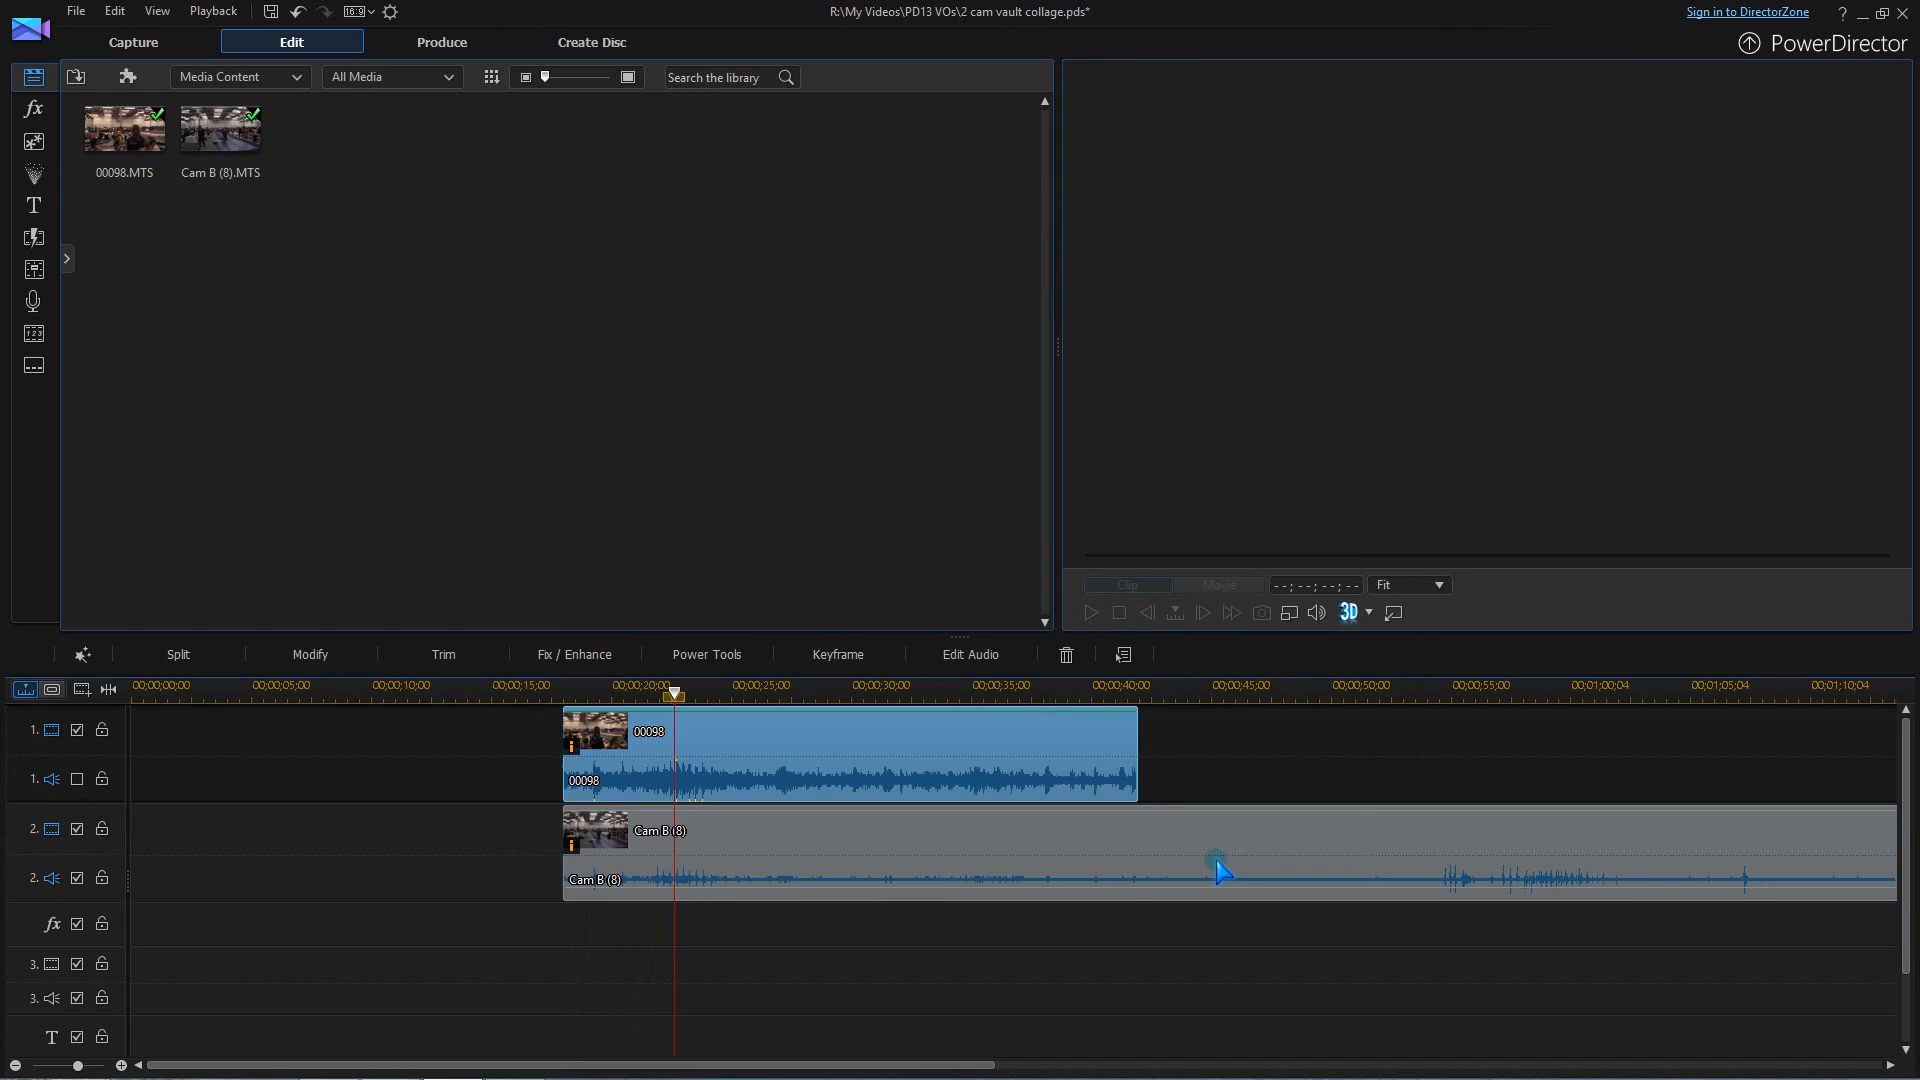 File Edit View Playback 16:9 R:\My Videos\PD13 VOs\2 cam vault collage.pds* Sign in to DirectorZone ?
Capture Edit Produce Create Disc PowerDirector
Media Content All Media Search the library
fx
T
00098.MTS Cam B (8).MTS
123
Clip Movie --;--;--;-- Fit
3D
Split Modify Trim Fix / Enhance Power Tools Keyframe Edit Audio
00;00;00;00 00;00;05;00 00;00;10;00 00;00;15;00 00;00;20;00 00;00;25;00 00;00;30;00 00;00;35;00 00;00;40;00 00;00;45;00 00;00;50;00 00;00;55;00 00;01;00;04 00;01;05;04 00;01;10;04
1. 00098
1. 00098
2. Cam B (8)
2. Cam B (8)
fx
3.
3.
T